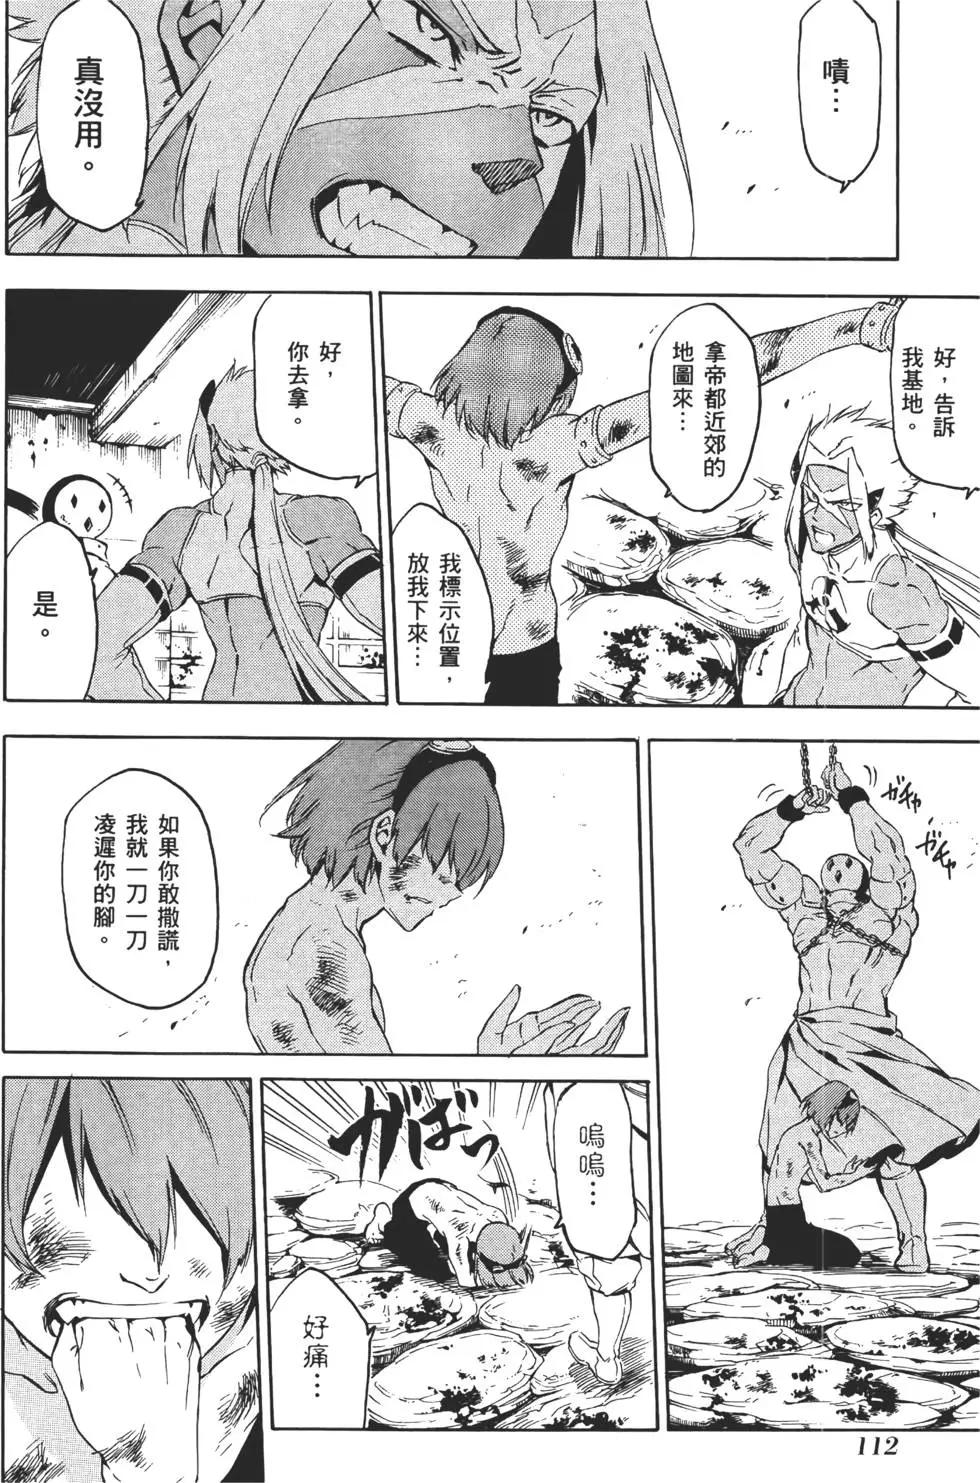 嘖…
真沒用。
好，告訴
我基地。
拿帝都近郊的
地圖來…
我標示位置，
放我下來…
好，
你去拿。
是。
ガチャ
ガチャ
如果你敢撒謊，
我就一刀一刀
凌遲你的腳。
嗚
嗚…
がばっ
好痛…
112